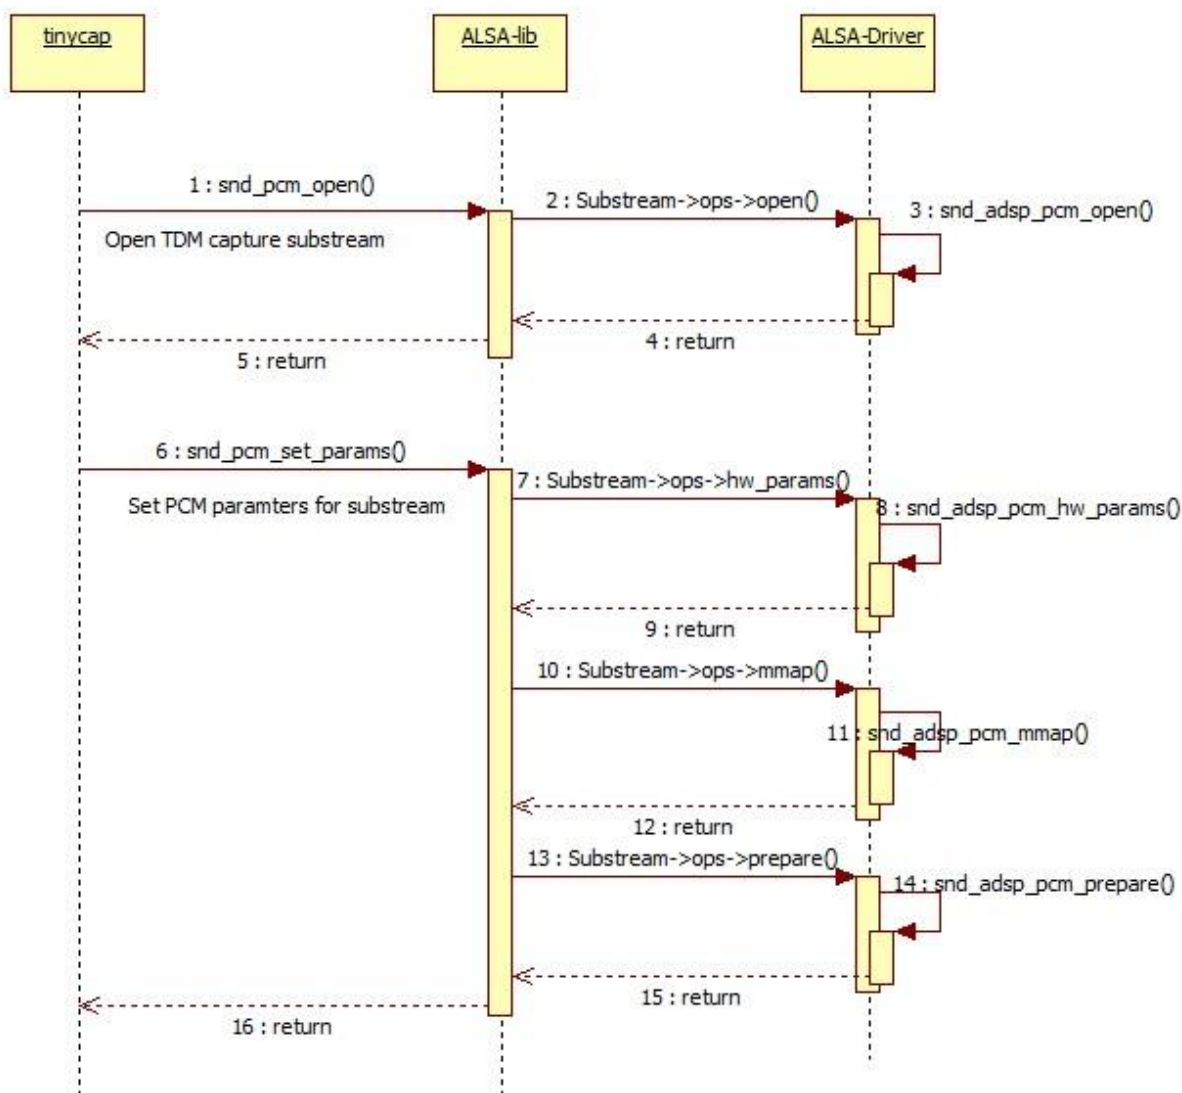 tinycap
ALSA-lib
ALSA-Driver
1 : snd_pcm_open()
2 : Substream->ops->open()
3 : snd_adsp_pcm_open()
Open TDM capture substream
4 : return
5 : return
6 : snd_pcm_set_params()
7 : Substream->ops->hw_params()
Set PCM paramters for substream
8 : snd_adsp_pcm_hw_params()
9 : return
10 : Substream->ops->mmap()
11 : snd_adsp_pcm_mmap()
12 : return
13 : Substream->ops->prepare()
14 : snd_adsp_pcm_prepare()
15 : return
16 : return